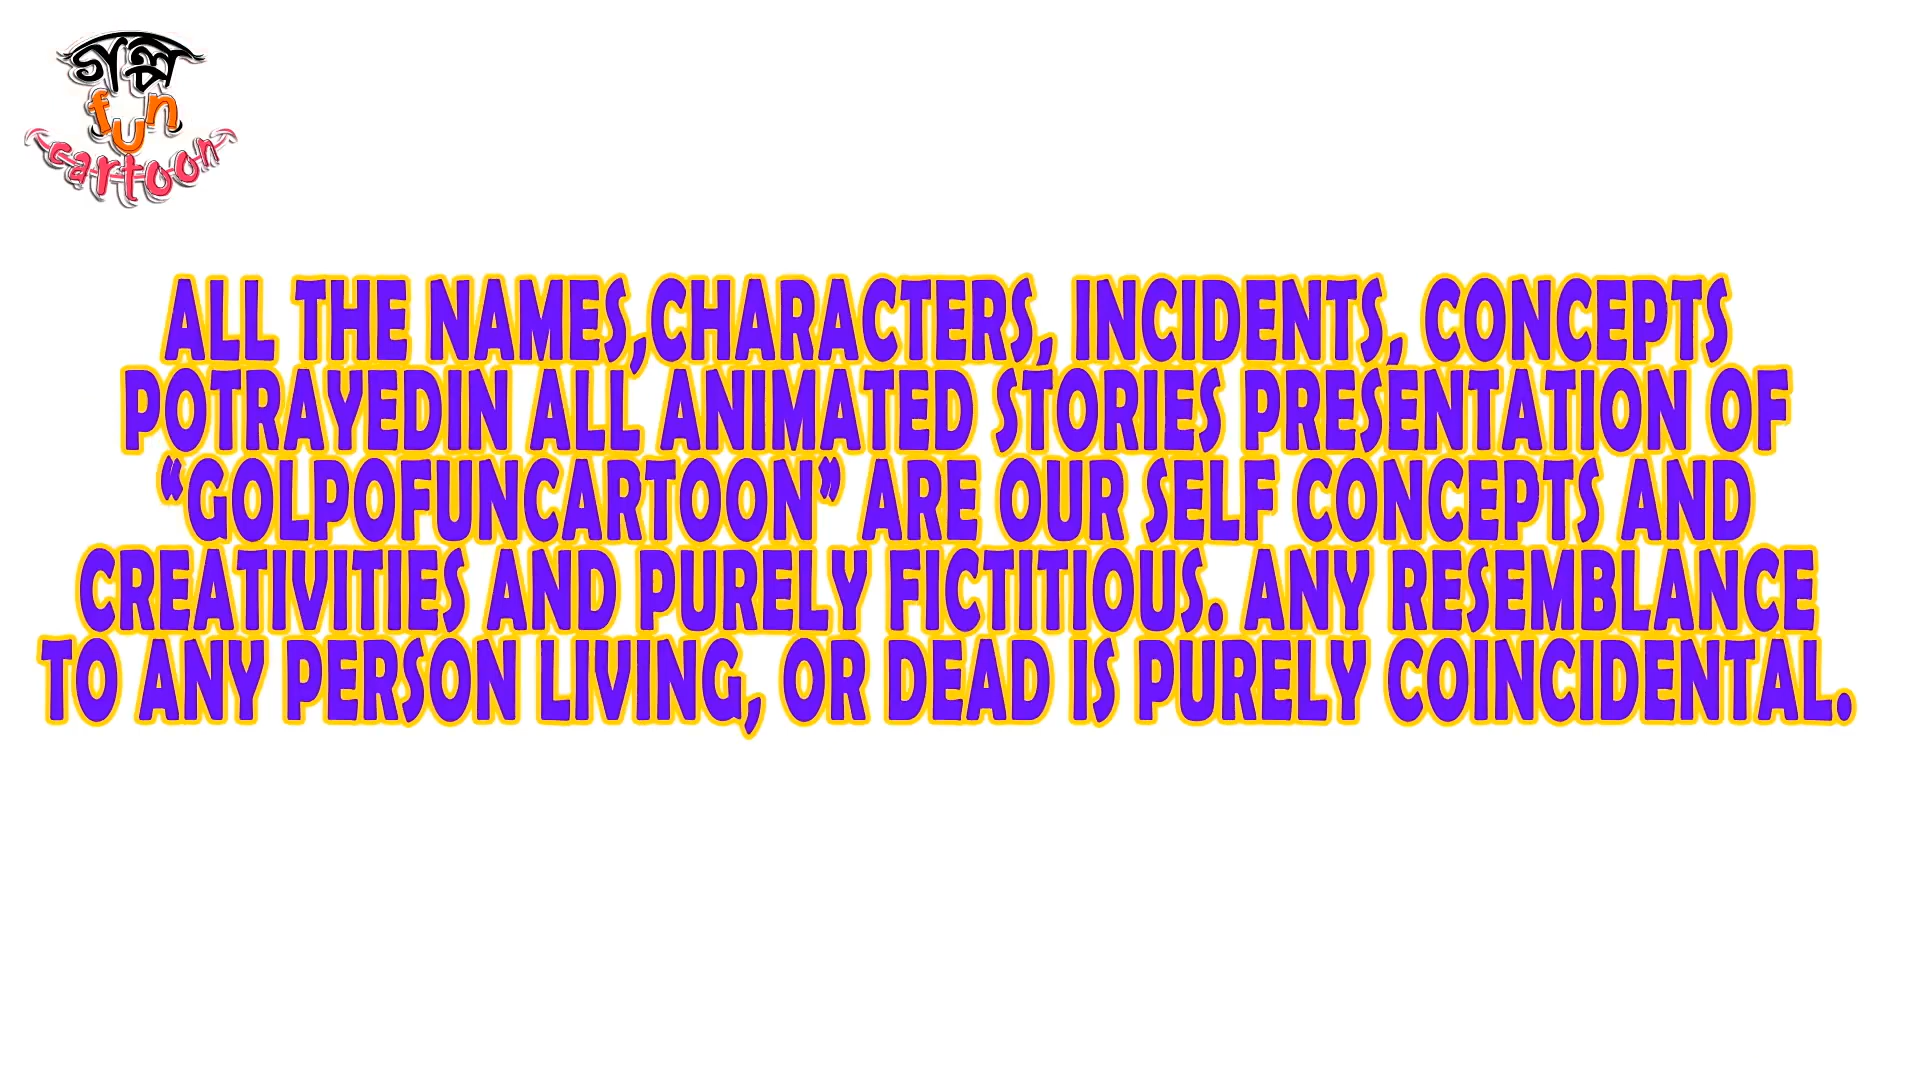 গল্প
fun
cartoon
ALL THE NAMES,CHARACTERS, INCIDENTS, CONCEPTS
POTRAYEDIN ALL ANIMATED STORIES PRESENTATION OF
“GOLPOFUNCARTOON” ARE OUR SELF CONCEPTS AND
CREATIVITIES AND PURELY FICTITIOUS. ANY RESEMBLANCE
TO ANY PERSON LIVING, OR DEAD IS PURELY COINCIDENTAL.